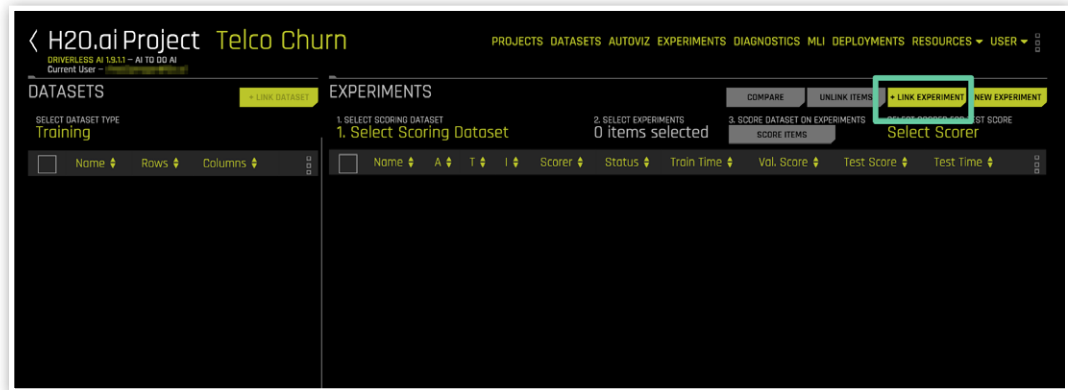 H2O.ai Project Telco Churn
DRIVERLESS AI 1.9.1.1 – AI TO DO AI
Current User –
PROJECTS DATASETS AUTOVIZ EXPERIMENTS DIAGNOSTICS MLI DEPLOYMENTS RESOURCES USER
DATASETS
+ LINK DATASET
SELECT DATASET TYPE
Training
Name Rows Columns
EXPERIMENTS
COMPARE UNLINK ITEMS + LINK EXPERIMENT NEW EXPERIMENT
1. SELECT SCORING DATASET
1. Select Scoring Dataset
2. SELECT EXPERIMENTS
0 items selected
3. SCORE DATASET ON EXPERIMENTS
SCORE ITEMS
SCORE
Select Scorer
Name A T I Scorer Status Train Time Val. Score Test Score Test Time